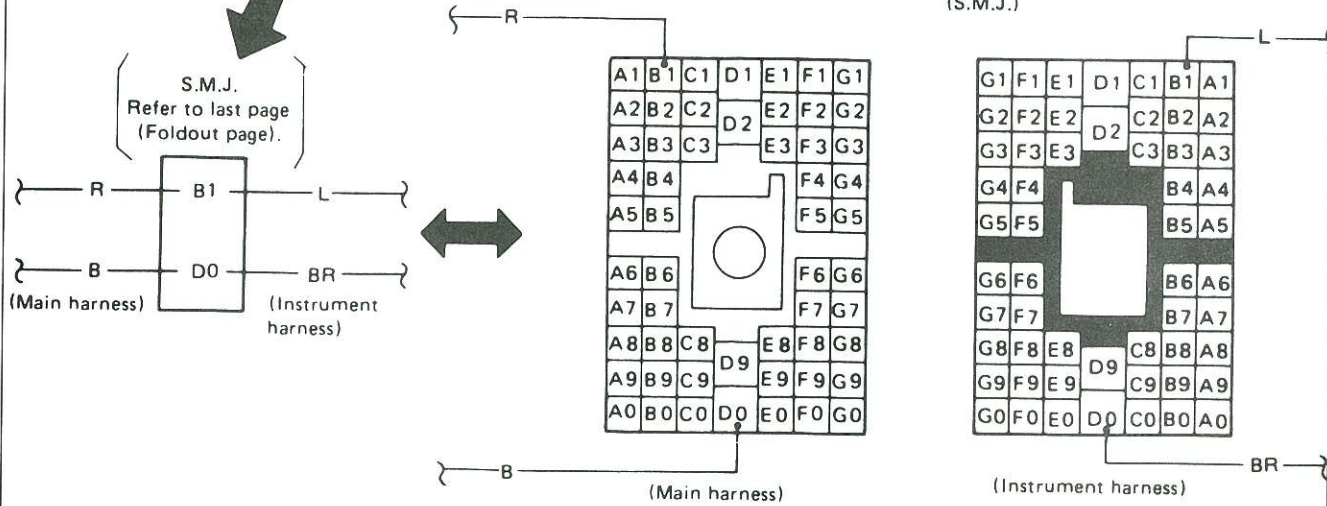 (S.M.J.)
S.M.J.
Refer to last page
(Foldout page).
R B1 L
B D0 BR
(Main harness) (Instrument
harness)
R
A1 B1 C1 D1 E1 F1 G1
A2 B2 C2 D2 E2 F2 G2
A3 B3 C3 E3 F3 G3
A4 B4 F4 G4
A5 B5 F5 G5
A6 B6 F6 G6
A7 B7 F7 G7
A8 B8 C8 D9 E8 F8 G8
A9 B9 C9 E9 F9 G9
A0 B0 C0 D0 E0 F0 G0
B
(Main harness)
L
G1 F1 E1 D1 C1 B1 A1
G2 F2 E2 D2 C2 B2 A2
G3 F3 E3 C3 B3 A3
G4 F4 B4 A4
G5 F5 B5 A5
G6 F6 B6 A6
G7 F7 B7 A7
G8 F8 E8 D9 C8 B8 A8
G9 F9 E9 C9 B9 A9
G0 F0 E0 D0 C0 B0 A0
BR
(Instrument harness)